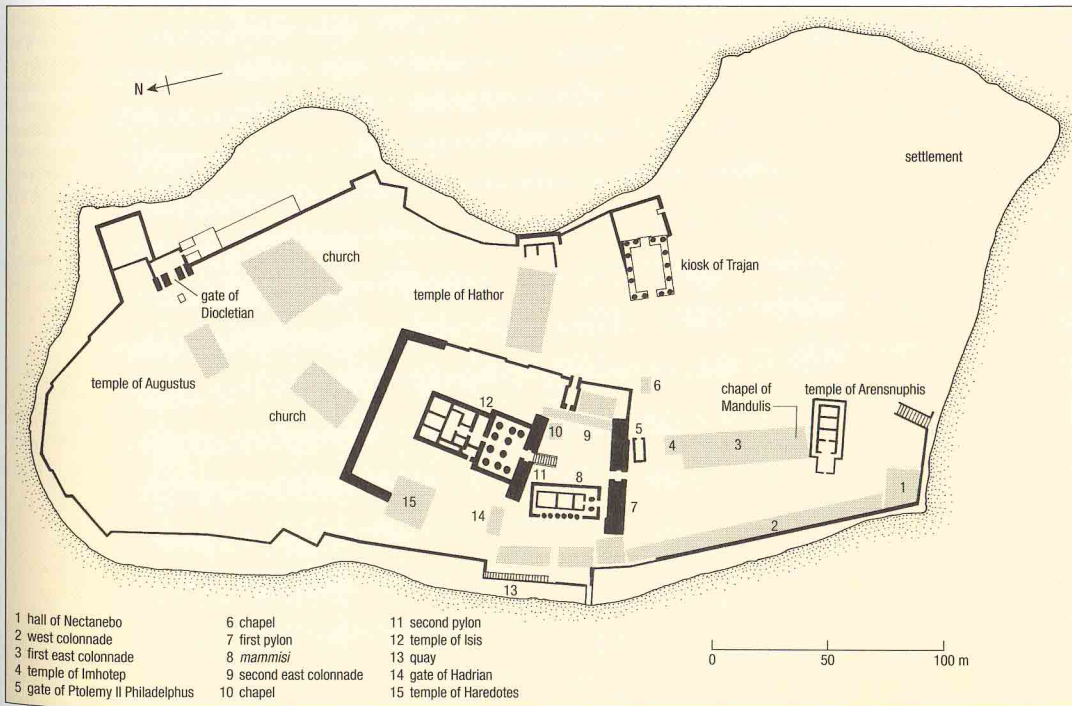 N
settlement
church
kiosk of Trajan
gate of
Diocletian
temple of Hathor
temple of Augustus
church
chapel of
Mandulis
temple of Arensnuphis
12
6
10
9
5
4
3
11
8
1
15
14
7
2
13
1 hall of Nectanebo
2 west colonnade
3 first east colonnade
4 temple of Imhotep
5 gate of Ptolemy II Philadelphus
6 chapel
7 first pylon
8 mammisi
9 second east colonnade
10 chapel
11 second pylon
12 temple of Isis
13 quay
14 gate of Hadrian
15 temple of Haredotes
0 50 100 m